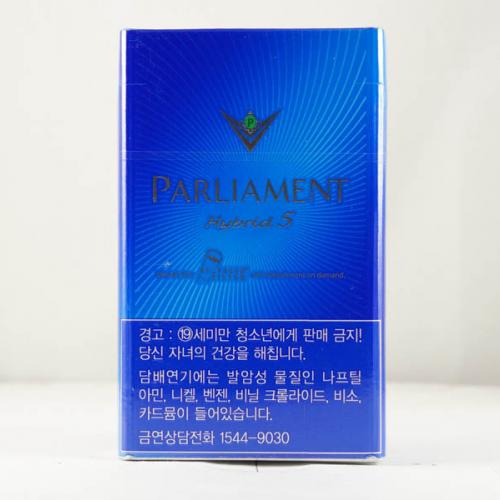 P
PARLIAMENT
Hybrid 5
on demand.
경고 : ⑲세미만 청소년에게 판매 금지!
당신 자녀의 건강을 해칩니다.
담배연기에는 발암성 물질인 나프틸
아민, 니켈, 벤젠, 비닐 크롤라이드, 비소,
카드뮴이 들어있습니다.
금연상담전화 1544-9030